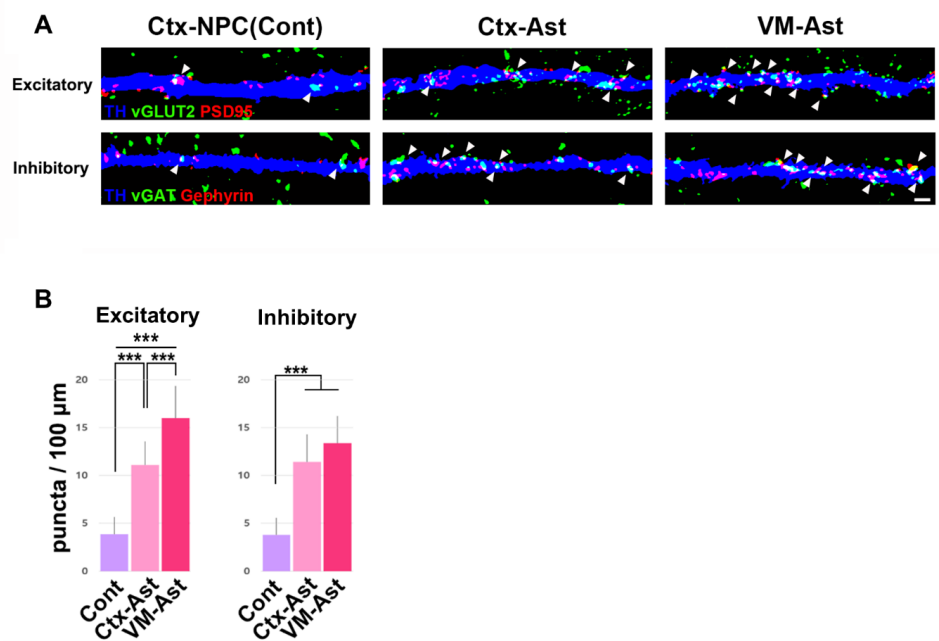 A
Ctx-NPC(Cont) Ctx-Ast VM-Ast
Excitatory
TH vGLUT2 PSD95
Inhibitory
TH vGAT Gephyrin
B
Excitatory Inhibitory
***
*** ***
***
20 20
15 15
10 10
5 5
0 0
puncta / 100 µm
Cont Ctx-Ast VM-Ast
Cont Ctx-Ast VM-Ast